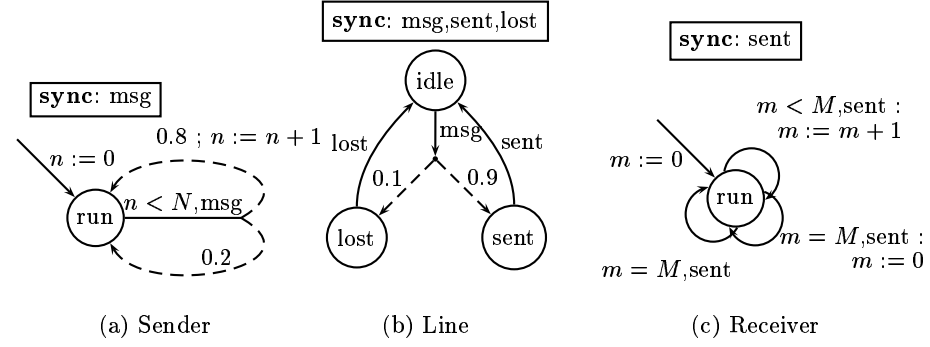 sync: msg
n := 0
0.8 ; n := n + 1
run
n < N,msg
0.2
(a) Sender
sync: msg,sent,lost
idle
lost
msg
sent
0.1
0.9
lost
sent
(b) Line
sync: sent
m := 0
m < M,sent :
m := m + 1
run
m = M,sent :
m := 0
m = M,sent
(c) Receiver